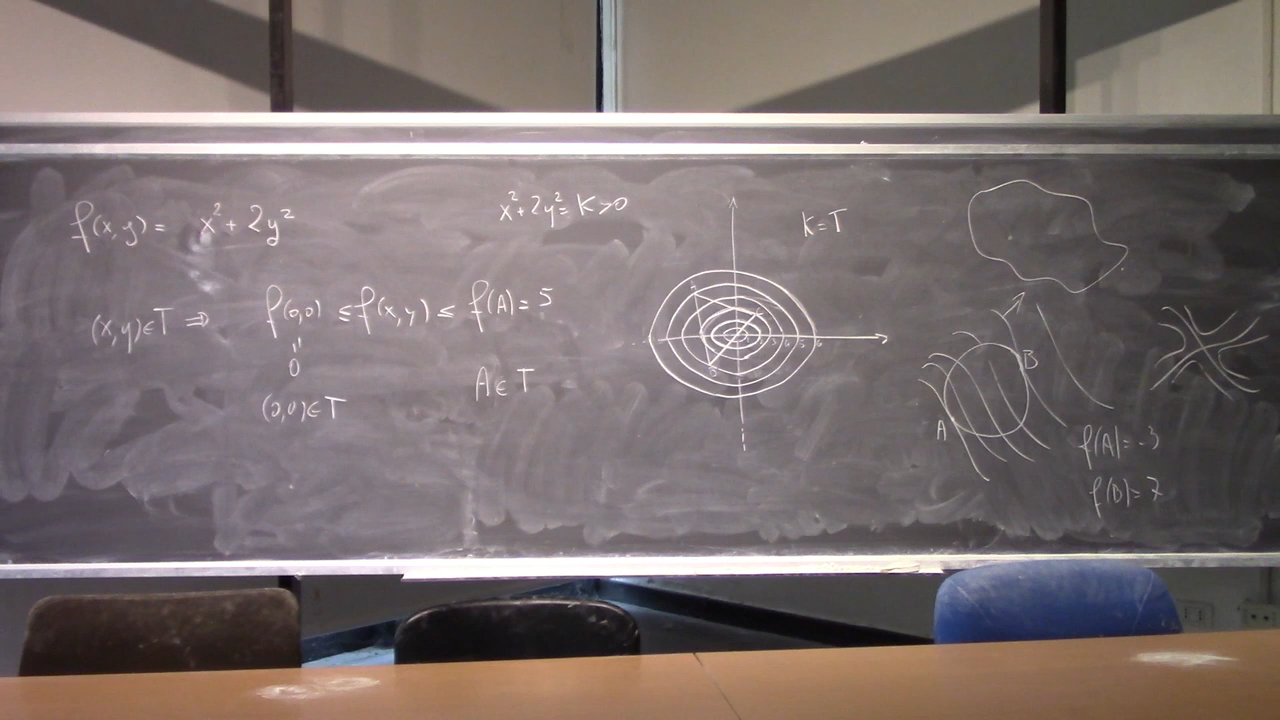 f(x,y) = x² + 2y²
x² + 2y² = K > 0
K = T
(x,y) ∈ T ⇒ f(0,0) ≤ f(x,y) ≤ f(A) = 5
"
0
(0,0) ∈ T
A ∈ T
B
A
f(A) = -3
f(B) = 7